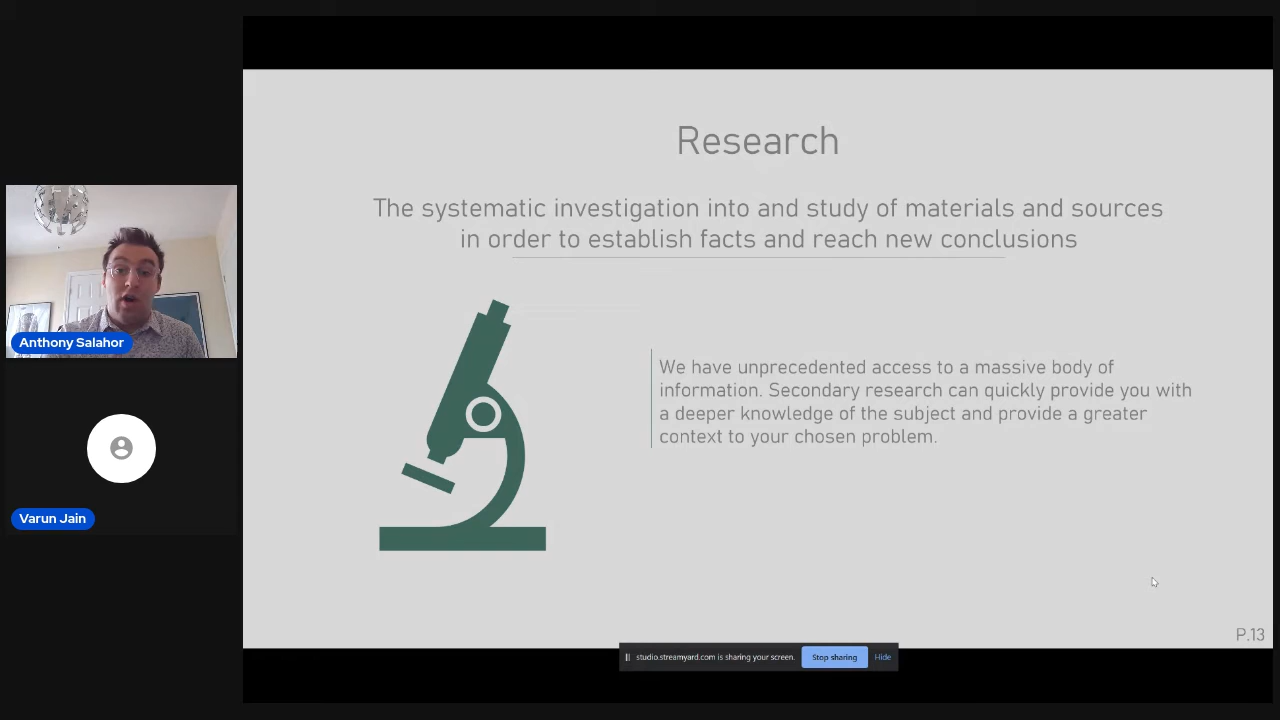 Research
The systematic investigation into and study of materials and sources
in order to establish facts and reach new conclusions
We have unprecedented access to a massive body of
information. Secondary research can quickly provide you with
a deeper knowledge of the subject and provide a greater
context to your chosen problem.
P.13
Anthony Salahor
Varun Jain
studio.streamyard.com is sharing your screen.
Stop sharing
Hide